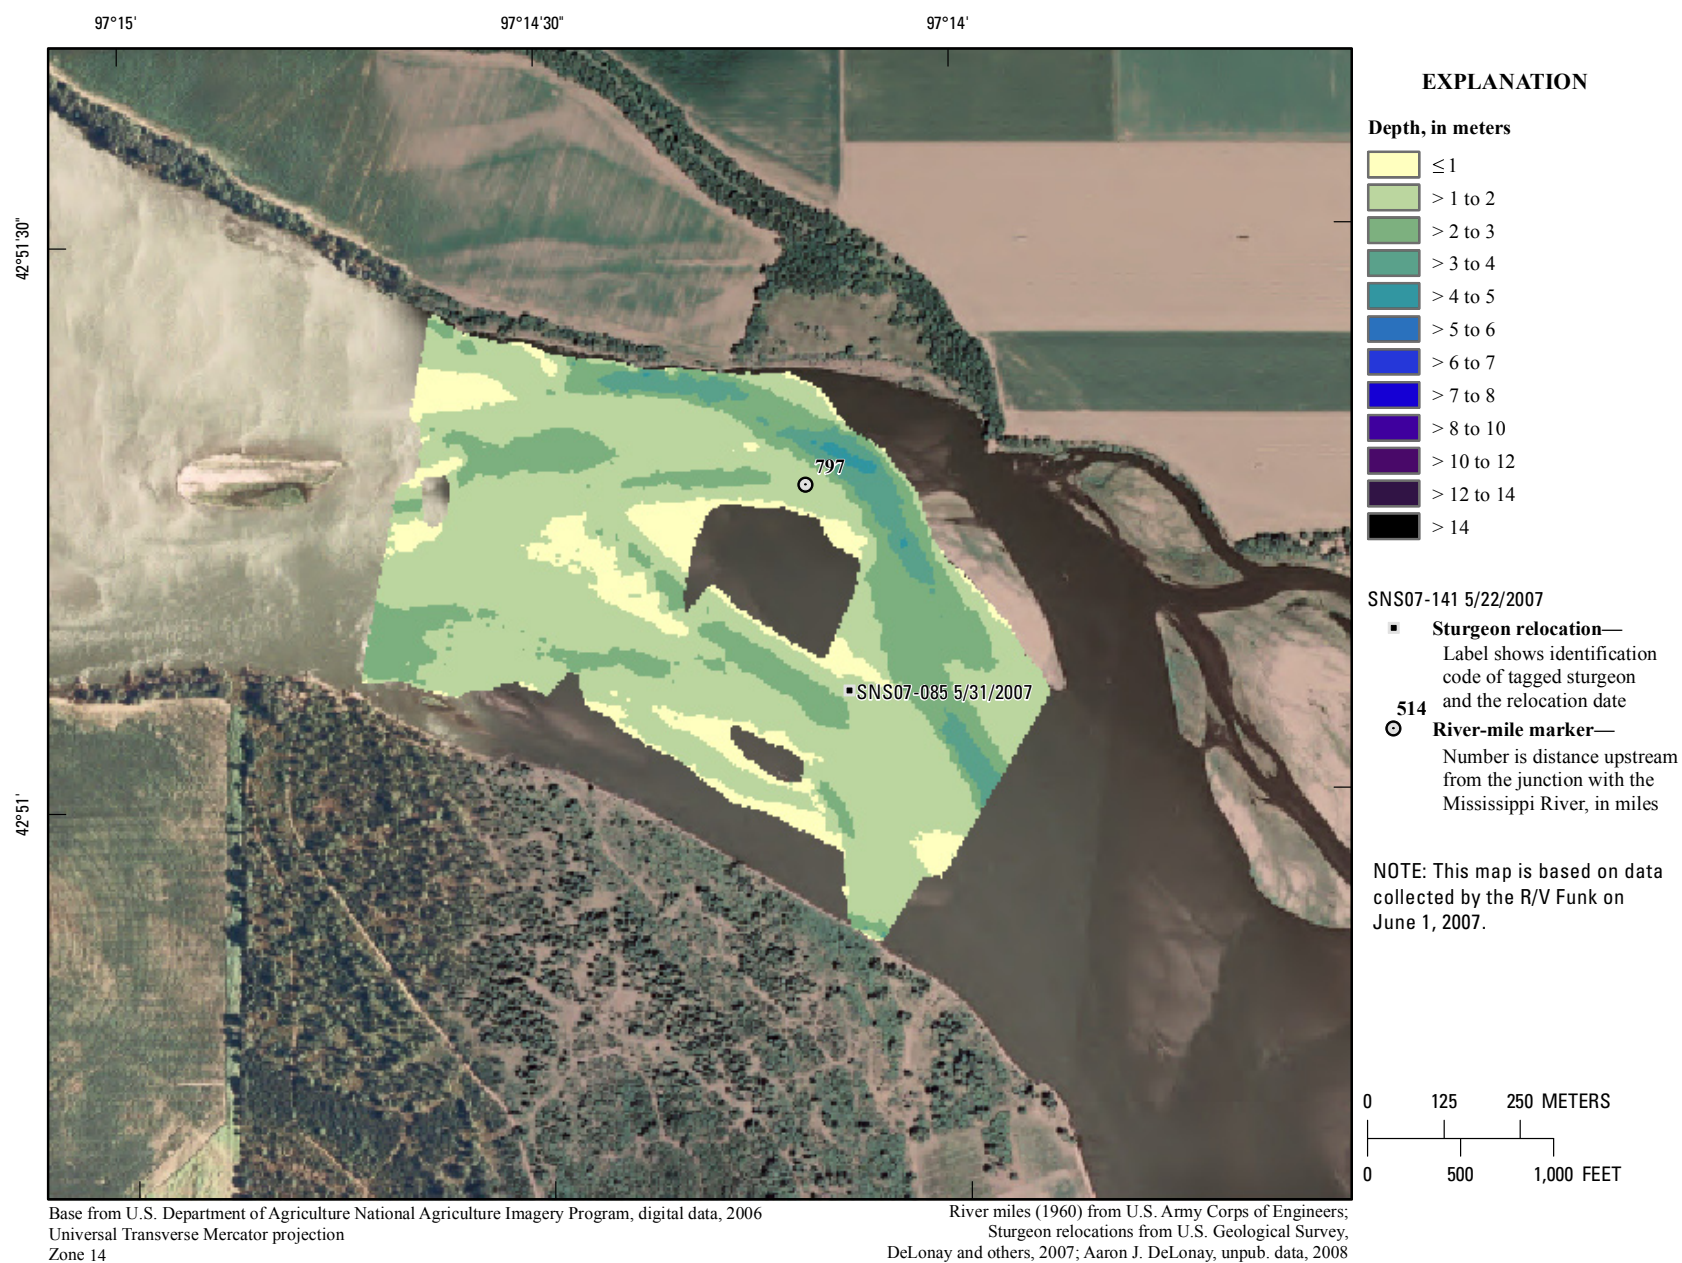 97°15'
97°14'30"
97°14'
42°51'30"
42°51'
797
SNS07-085 5/31/2007
EXPLANATION
Depth, in meters
≤ 1
> 1 to 2
> 2 to 3
> 3 to 4
> 4 to 5
> 5 to 6
> 6 to 7
> 7 to 8
> 8 to 10
> 10 to 12
> 12 to 14
> 14
SNS07-141 5/22/2007
Sturgeon relocation—
Label shows identification
code of tagged sturgeon
and the relocation date
514
River-mile marker—
Number is distance upstream
from the junction with the
Mississippi River, in miles
NOTE: This map is based on data
collected by the R/V Funk on
June 1, 2007.
0 125 250 METERS
0 500 1,000 FEET
Base from U.S. Department of Agriculture National Agriculture Imagery Program, digital data, 2006
Universal Transverse Mercator projection
Zone 14
River miles (1960) from U.S. Army Corps of Engineers;
Sturgeon relocations from U.S. Geological Survey,
DeLonay and others, 2007; Aaron J. DeLonay, unpub. data, 2008